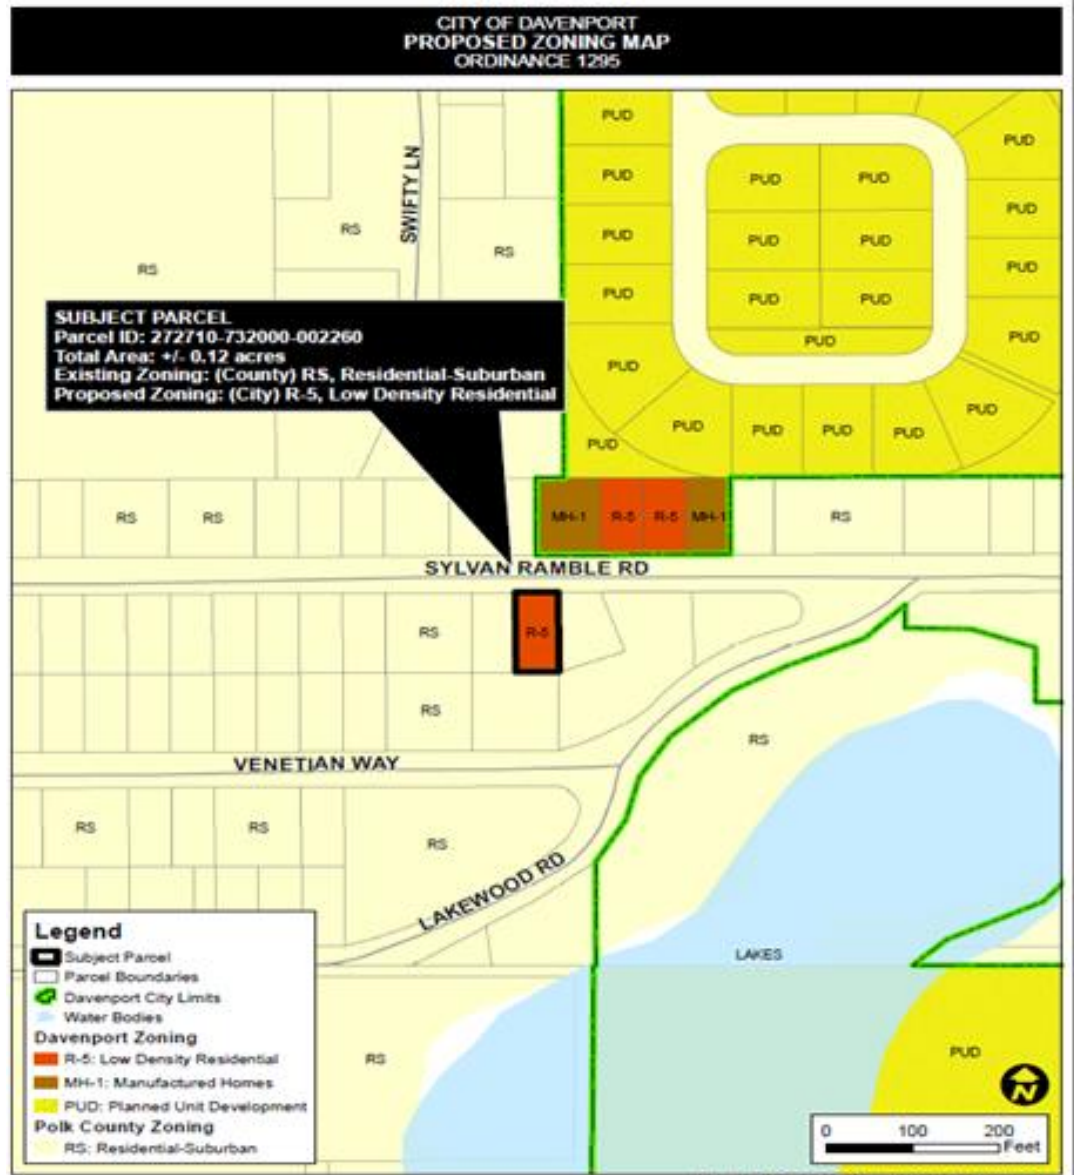 CITY OF DAVENPORT
PROPOSED ZONING MAP
ORDINANCE 1295
PUD
PUD
PUD
PUD
PUD
SWIFTY LN
PUD
RS
PUD
PUD
PUD
RS
RS
PUD
PUD
PUD
PUD
PUD
SUBJECT PARCEL
Parcel ID: 272710-732000-002260
Total Area: +/- 0.12 acres
Existing Zoning: (County) RS, Residential-Suburban
Proposed Zoning: (City) R-5, Low Density Residential
PUD
PUD
PUD
PUD
PUD
PUD
PUD
PUD
PUD
RS
RS
MH-1
R-5
R-5
MH-1
RS
SYLVAN RAMBLE RD
RS
R-5
RS
RS
VENETIAN WAY
RS
RS
RS
LAKEWOOD RD
LAKES
RS
PUD
Legend
Subject Parcel
Parcel Boundaries
Davenport City Limits
Water Bodies
Davenport Zoning
R-5: Low Density Residential
MH-1: Manufactured Homes
PUD: Planned Unit Development
Polk County Zoning
RS: Residential-Suburban
N
0 100 200
Feet